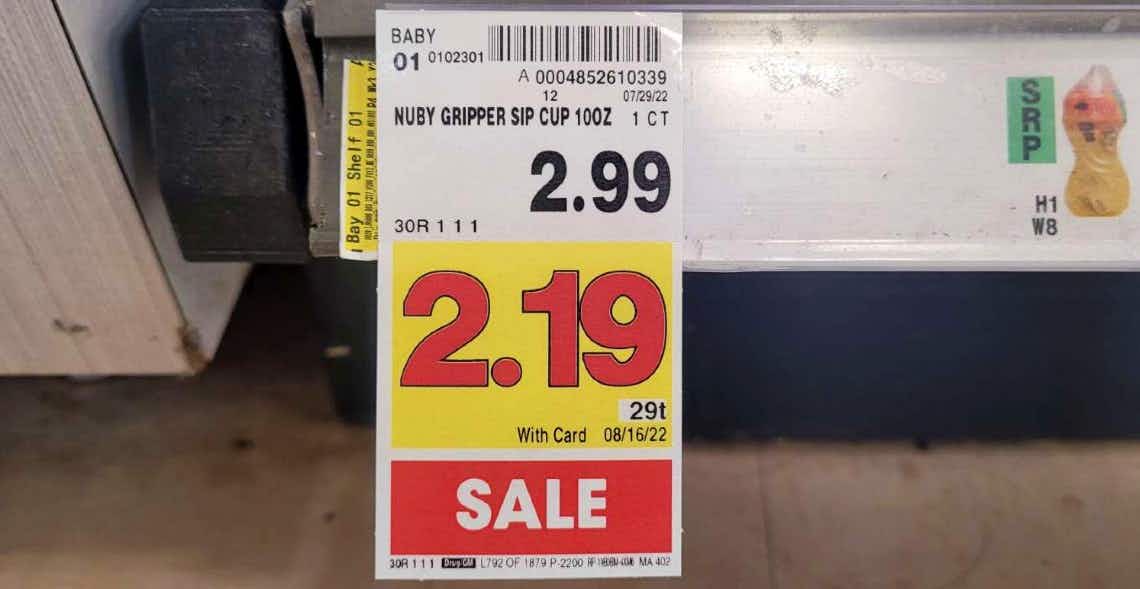 BABY
01 0102301
A 0004852610339
12 07/29/22
NUBY GRIPPER SIP CUP 10OZ 1 CT
2.99
30R 1 1 1
2.19
29t
With Card 08/16/22
SALE
30R 1 1 1 Drug/GM L792 OF 1879 P-2200 MA 402
Bay 01 Shelf 01
SRP
H1
W8